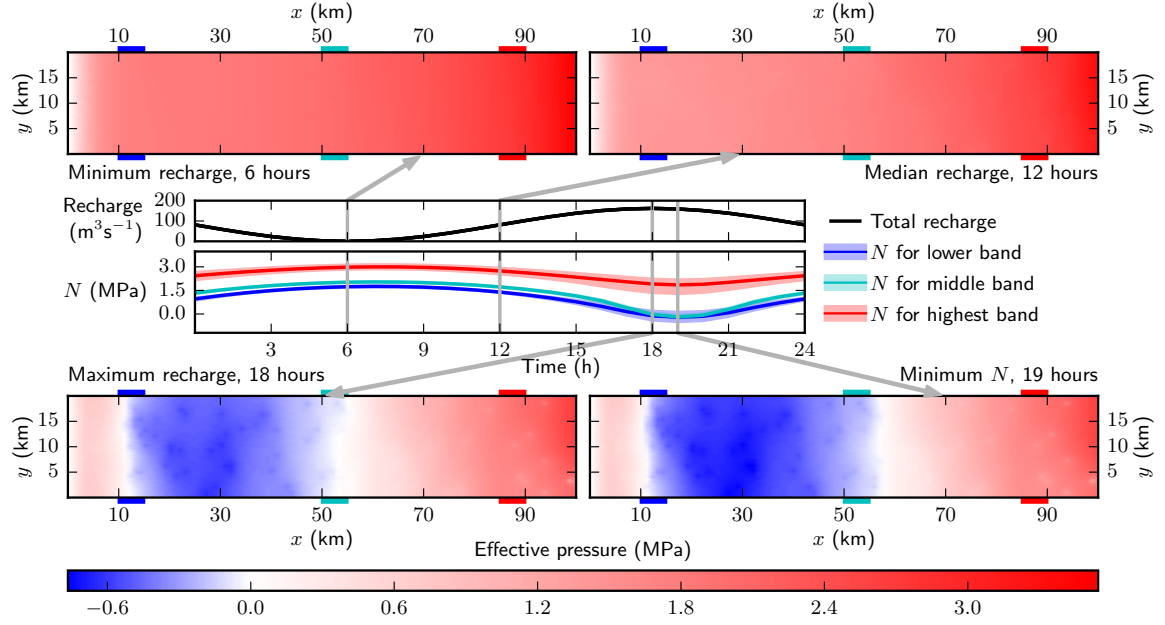 x (km)
x (km)
10 30 50 70 90
10 30 50 70 90
y (km)
15
10
5
15
10
5
y (km)
Minimum recharge, 6 hours
Median recharge, 12 hours
Recharge
(m³s⁻¹)
200
100
0
N (MPa)
3.0
1.5
0.0
3 6 9 12 15 18 21 24
Time (h)
Total recharge
N for lower band
N for middle band
N for highest band
Maximum recharge, 18 hours
Minimum N, 19 hours
y (km)
15
10
5
15
10
5
y (km)
10 30 50 70 90
10 30 50 70 90
x (km)
x (km)
Effective pressure (MPa)
−0.6 0.0 0.6 1.2 1.8 2.4 3.0